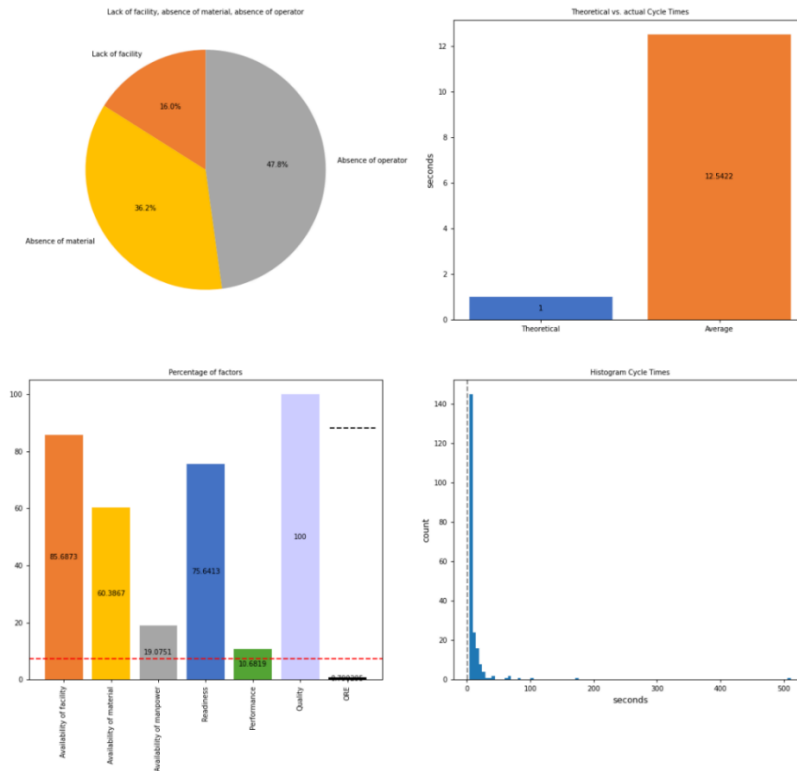 Lack of facility, absence of material, absence of operator
Lack of facility
16.0%
47.8%
Absence of operator
36.2%
Absence of material
Theoretical vs. actual Cycle Times
seconds
12
10
8
6
4
2
0
12.5422
1
Theoretical
Average
Percentage of factors
100
80
60
40
20
0
85.6873
60.3867
19.0751
75.6413
10.6819
100
Availability of facility
Availability of material
Availability of manpower
Readiness
Performance
Quality
ORE
Histogram Cycle Times
count
140
120
100
80
60
40
20
0
0
100
200
300
400
500
seconds